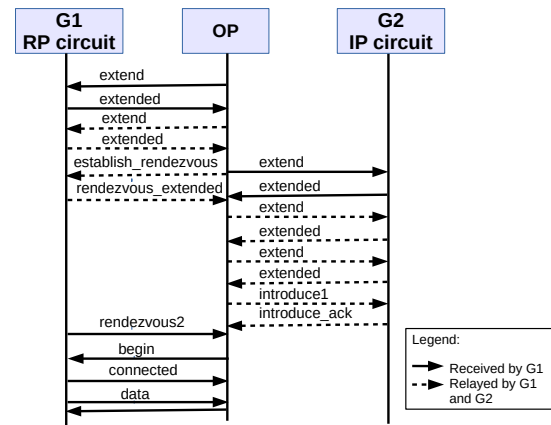 G1
RP circuit
OP
G2
IP circuit
extend
extended
extend
extended
establish_rendezvous
extend
rendezvous_extended
extended
extend
extended
extend
extended
introduce1
introduce_ack
rendezvous2
begin
connected
data
Legend:
Received by G1
Relayed by G1
and G2